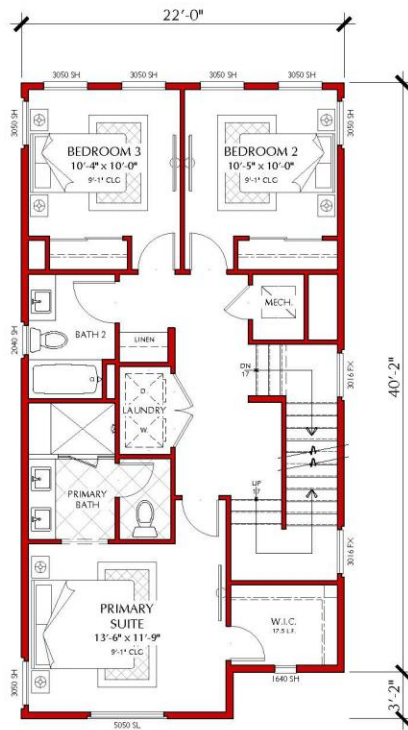 22'-0"
3050 SH
3050 SH
3050 SH
3050 SH
3050 SH
3050 SH
BEDROOM 3
10'-4" x 10'-0"
9'-1" CLG
BEDROOM 2
10'-5" x 10'-0"
9'-1" CLG
MECH.
BATH 2
2040 SH
LINEN
40'-2"
DN
17
3016 FX
D
LAUNDRY
W.
UP
17
PRIMARY
BATH
3016 FX
PRIMARY
SUITE
13'-6" x 11'-9"
9'-1" CLG
W.I.C.
17.5 L.F.
3050 SH
1640 SH
3'-2"
5050 SL